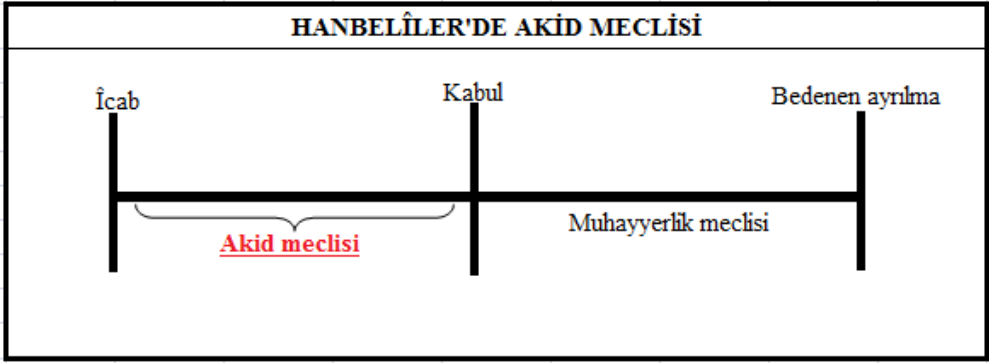 HANBELÎLER'DE AKİD MECLİSİ
Îcab
Kabul
Bedenen ayrılma
Akid meclisi
Muhayyerlik meclisi